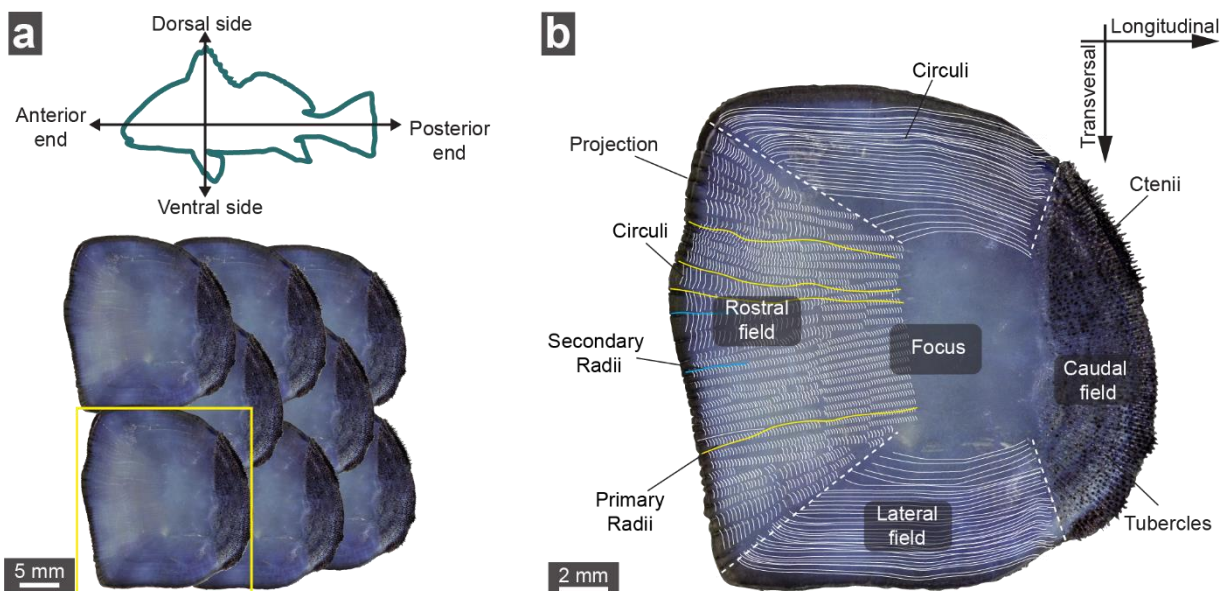 a
Dorsal side
Anterior
end
Posterior
end
Ventral side
5 mm
b
Longitudinal
Transversal
Circuli
Projection
Ctenii
Circuli
Rostral
field
Secondary
Radii
Focus
Caudal
field
Primary
Radii
Lateral
field
Tubercles
2 mm